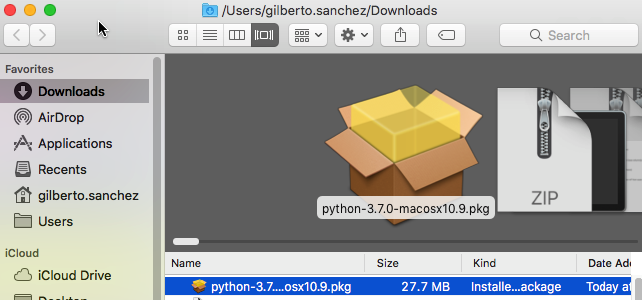 /Users/gilberto.sanchez/Downloads
Search
Favorites
Downloads
AirDrop
Applications
Recents
gilberto.sanchez
Users
iCloud
iCloud Drive
Desktop
ZIP
python-3.7.0-macosx10.9.pkg
Name Size Kind Date Add
python-3.7....osx10.9.pkg 27.7 MB Installe...ackage Today at